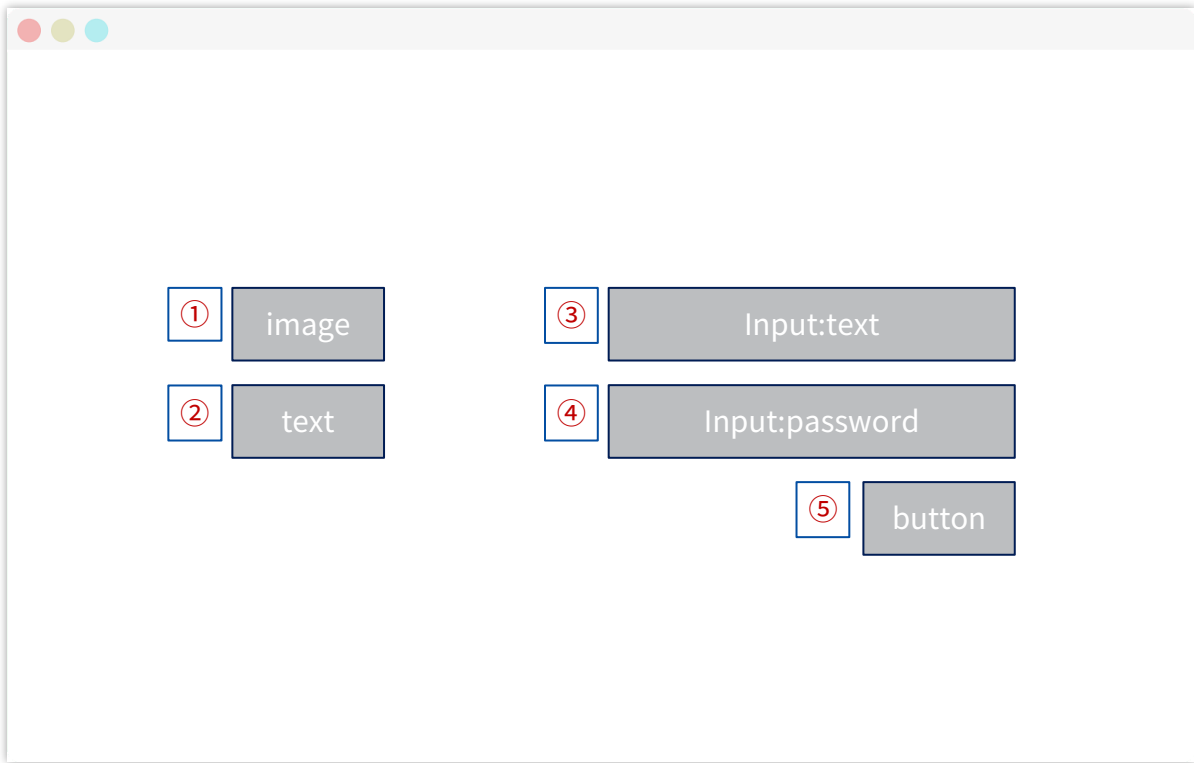 ① image
② text
③ Input:text
④ Input:password
⑤ button